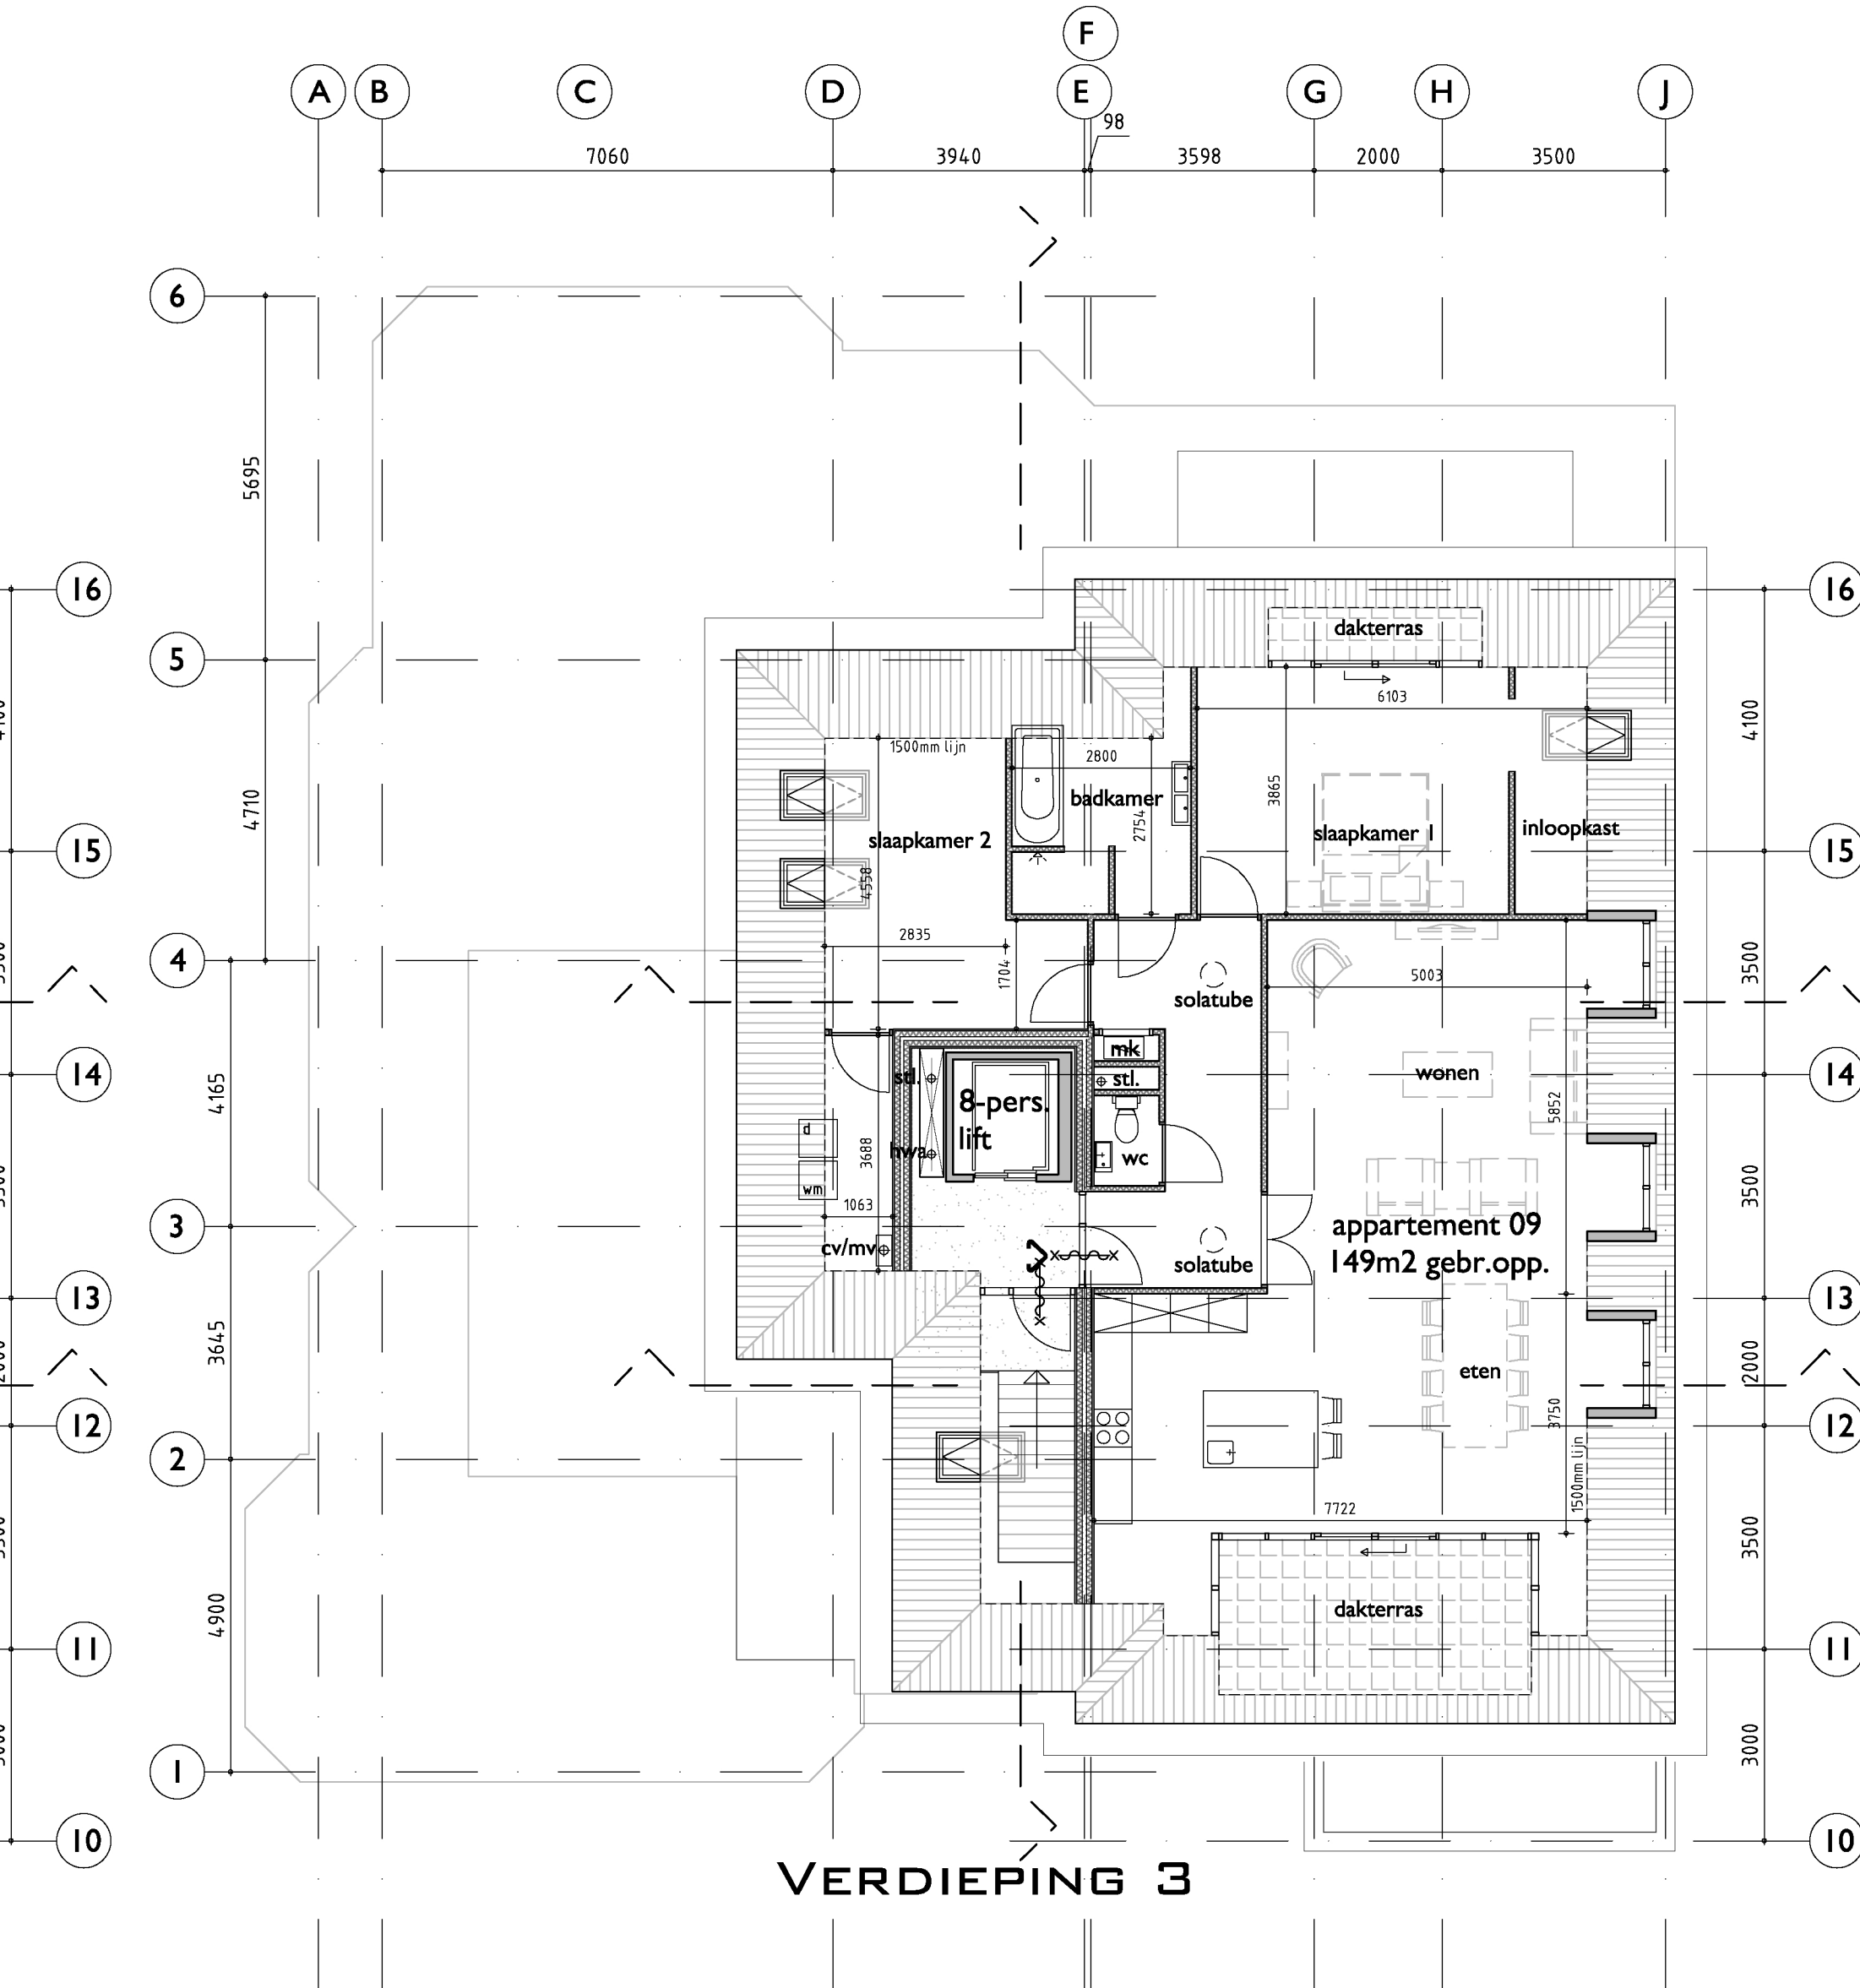 F
A B C D E G H J
98
7060 3940 3598 2000 3500
6
5695
16 16
dakterras
5
4100
6103
1500mm lijn
2800
3865
badkamer
2754
4710
slaapkamer 2
slaapkamer 1
inloopkast
15 15
4558
2835
3500
4
1704
5003
solatube
mk
14 14
stl.
stl.
wonen
8-pers.
lift
4165
5852
d
3688
hwa
wc
wm
3500
1063
3
appartement 09
149m2 gebr.opp.
cv/mv
solatube
13 13
3645
2000
eten
3750
12 12
2
1500mm lijn
7722
3500
4900
dakterras
11 11
3000
1
10 10
VERDIEPING 3